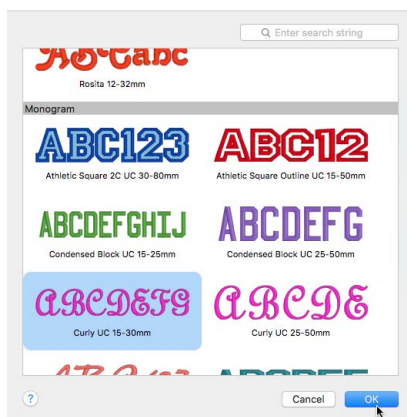 Enter search string
ABCabc
Rosita 12-32mm
Monogram
ABC123 ABC12
Athletic Square 2C UC 30-80mm Athletic Square Outline UC 15-50mm
ABCDEFGHIJ ABCDEFG
Condensed Block UC 15-25mm Condensed Block UC 25-50mm
ABCDEFG ABCDE
Curly UC 15-30mm Curly UC 25-50mm
? Cancel OK